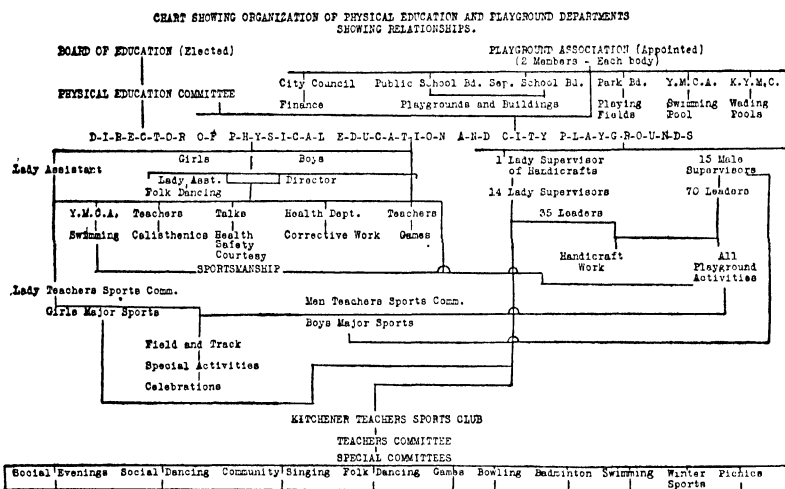 CHART SHOWING ORGANIZATION OF PHYSICAL EDUCATION AND PLAYGROUND DEPARTMENTS
SHOWING RELATIONSHIPS.
BOARD OF EDUCATION (Elected)
PLAYGROUND ASSOCIATION (Appointed)
(2 Members - Each body)
City Council Public School Bd. Sep. School Bd. Park Bd. Y.M.C.A. K.Y.M.C.
PHYSICAL EDUCATION COMMITTEE
Finance Playgrounds and Buildings Playing Swimming Wading
Fields Pool Pools
D-I-R-E-C-T-O-R O-F P-H-Y-S-I-C-A-L E-D-U-C-A-T-I-O-N A-N-D C-I-T-Y P-L-A-Y-G-R-O-U-N-D-S
Girls Boys
Lady Assistant
1 Lady Supervisor 15 Male
of Handicrafts Supervisors
Lady Asst. Director
Folk Dancing
14 Lady Supervisors 70 Leaders
Y.M.C.A. Teachers Talks Health Dept. Teachers
35 Leaders
Swimming Calisthenics Health Corrective Work Games
Safety
Courtesy
Handicraft All
Work Playground
Activities
SPORTSMANSHIP
Lady Teachers Sports Comm.
Men Teachers Sports Comm.
Girls Major Sports
Boys Major Sports
Field and Track
Special Activities
Celebrations
KITCHENER TEACHERS SPORTS CLUB
TEACHERS COMMITTEE
SPECIAL COMMITTEES
Social Evenings Social Dancing Community Singing Folk Dancing Games Bowling Badminton Swimming Winter Picnics
Sports